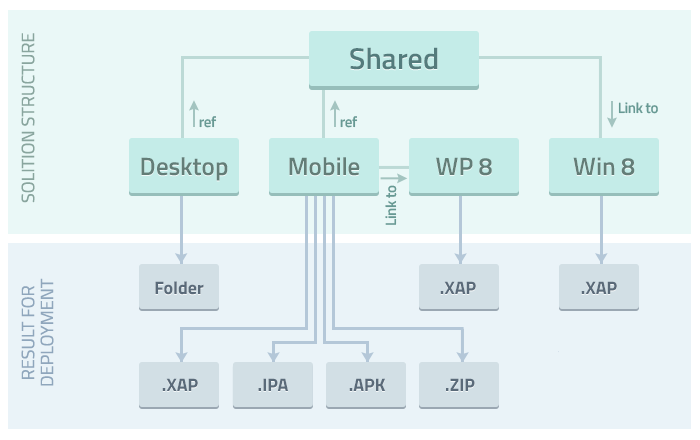 SOLITION STRUCTURE
Shared
ref
ref
Link to
Desktop
Mobile
WP 8
Win 8
Link to
RESULT FOR
DEPLOYMENT
Folder
.XAP
.XAP
.XAP
.IPA
.APK
.ZIP